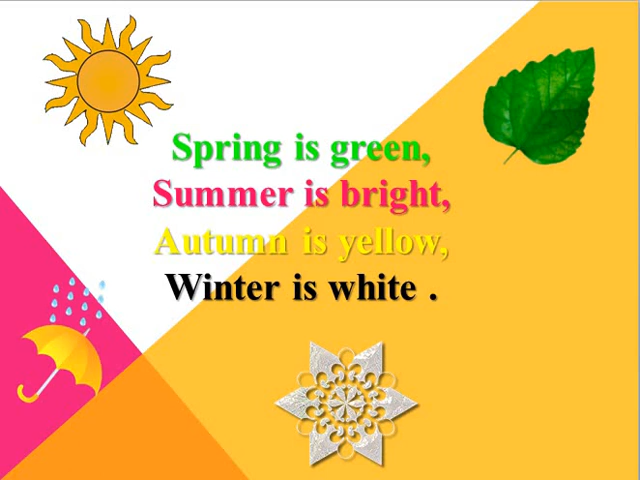 Spring is green,
Summer is bright,
Autumn is yellow,
Winter is white .